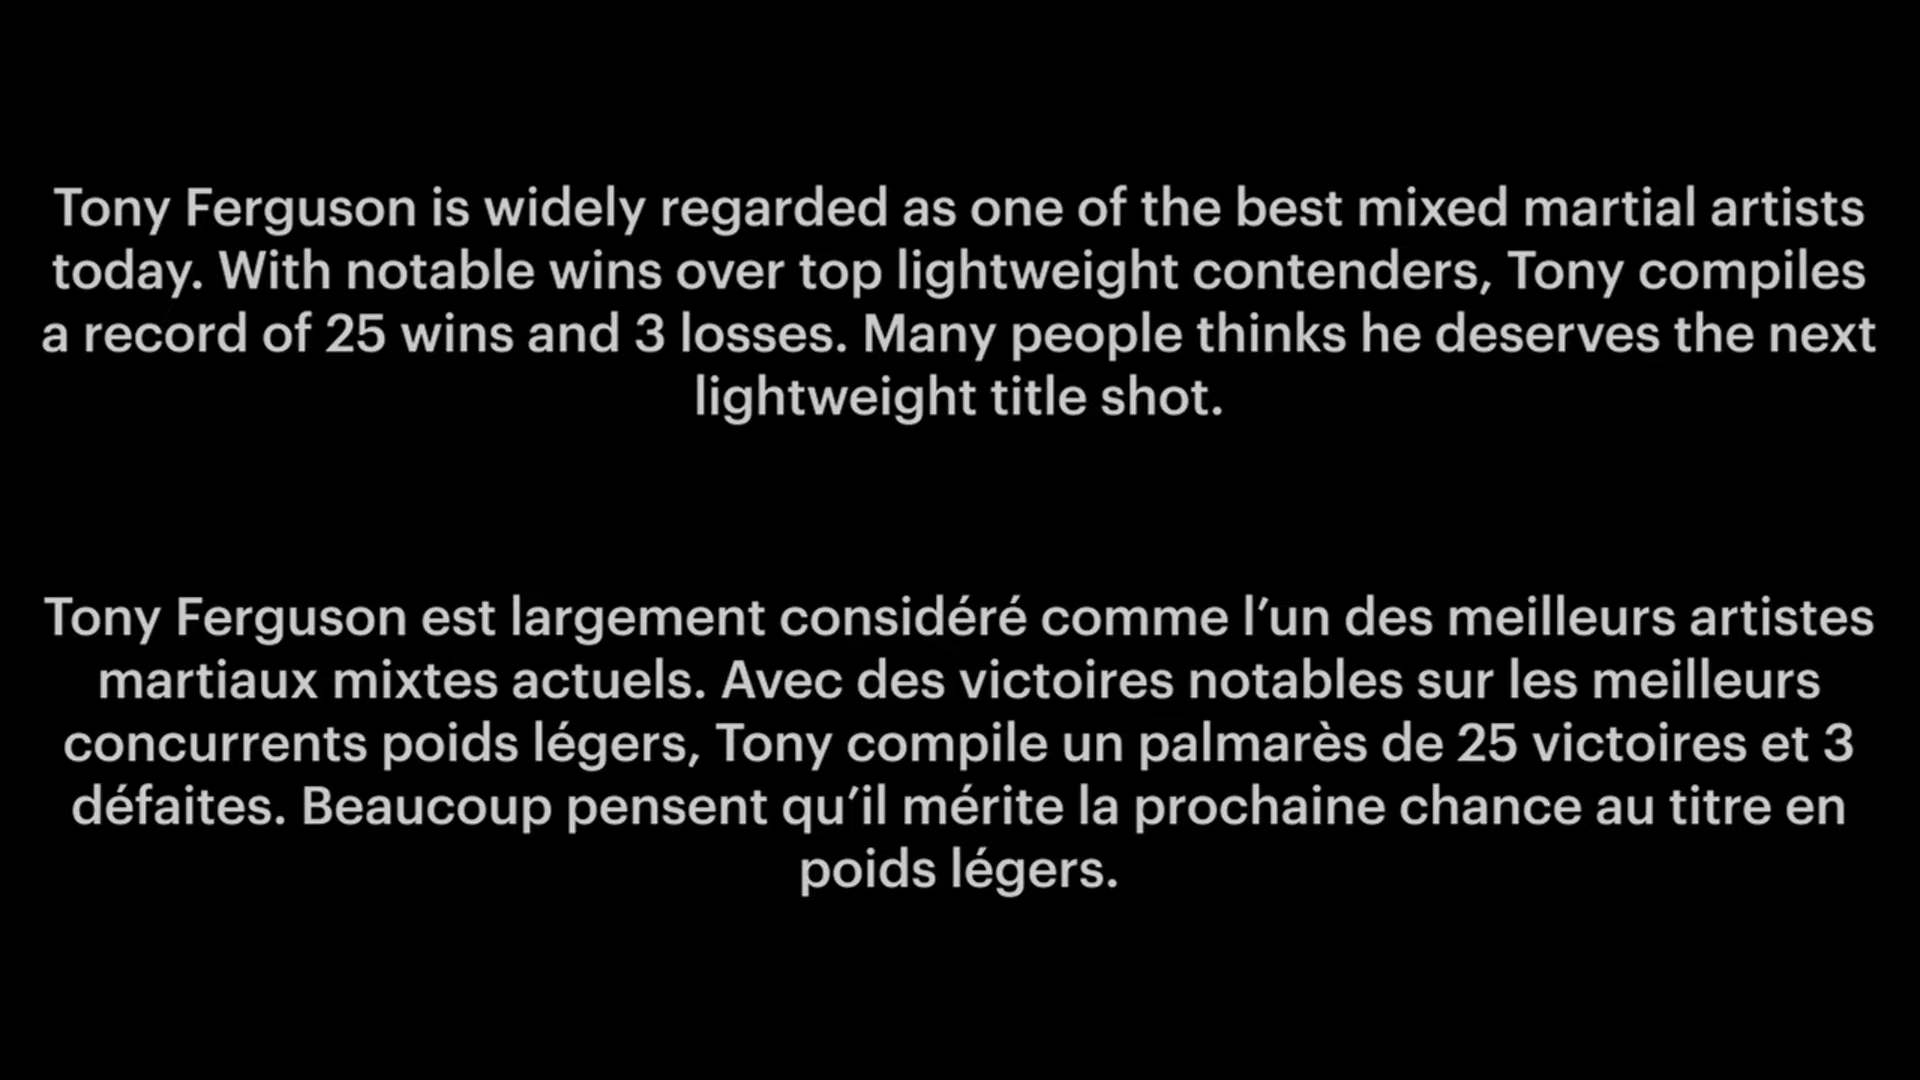 Tony Ferguson is widely regarded as one of the best mixed martial artists
today. With notable wins over top lightweight contenders, Tony compiles
a record of 25 wins and 3 losses. Many people thinks he deserves the next
lightweight title shot.
Tony Ferguson est largement considéré comme l’un des meilleurs artistes
martiaux mixtes actuels. Avec des victoires notables sur les meilleurs
concurrents poids légers, Tony compile un palmarès de 25 victoires et 3
défaites. Beaucoup pensent qu’il mérite la prochaine chance au titre en
poids légers.